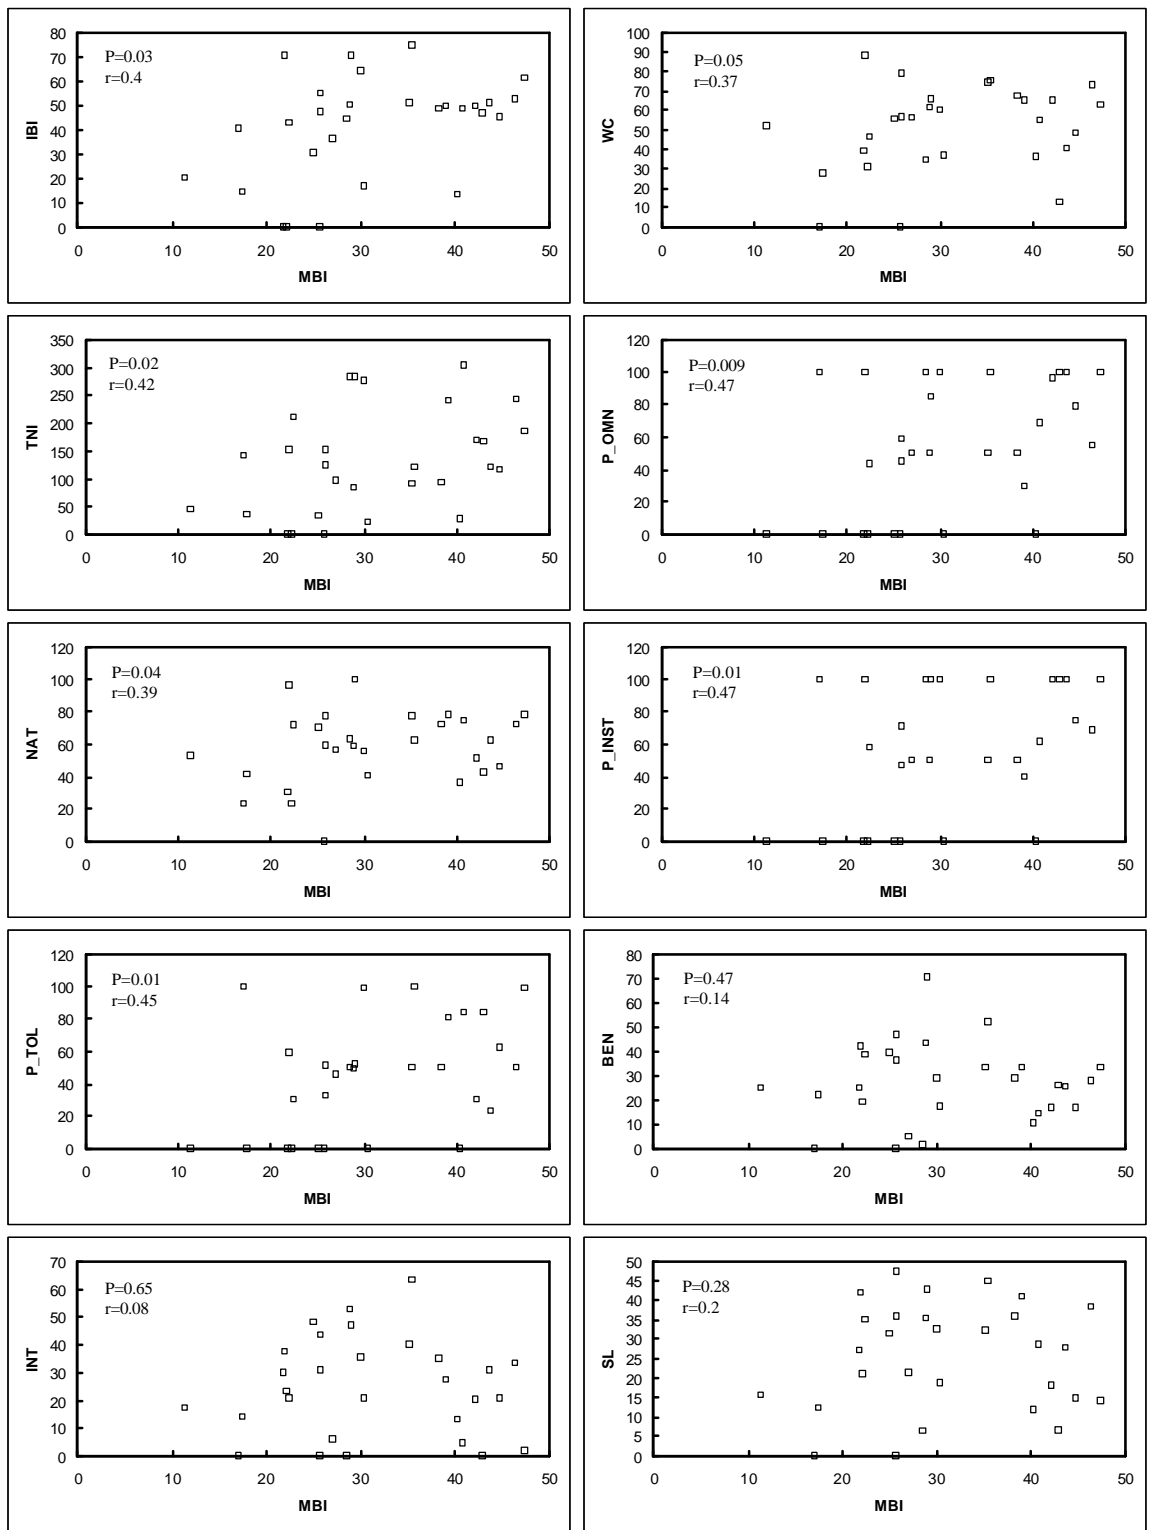 80
70
60
50
40
30
20
10
0
IBI
P=0.03
r=0.4
0 10 20 30 40 50
MBI
100
90
80
70
60
50
40
30
20
10
0
WC
P=0.05
r=0.37
0 10 20 30 40 50
MBI
350
300
250
200
150
100
50
0
TNI
P=0.02
r=0.42
0 10 20 30 40 50
MBI
120
100
80
60
40
20
0
P_OMN
P=0.009
r=0.47
0 10 20 30 40 50
MBI
120
100
80
60
40
20
0
NAT
P=0.04
r=0.39
0 10 20 30 40 50
MBI
120
100
80
60
40
20
0
P_INST
P=0.01
r=0.47
0 10 20 30 40 50
MBI
120
100
80
60
40
20
0
P_TOL
P=0.01
r=0.45
0 10 20 30 40 50
MBI
80
70
60
50
40
30
20
10
0
BEN
P=0.47
r=0.14
0 10 20 30 40 50
MBI
70
60
50
40
30
20
10
0
INT
P=0.65
r=0.08
0 10 20 30 40 50
MBI
50
45
40
35
30
25
20
15
10
5
0
SL
P=0.28
r=0.2
0 10 20 30 40 50
MBI